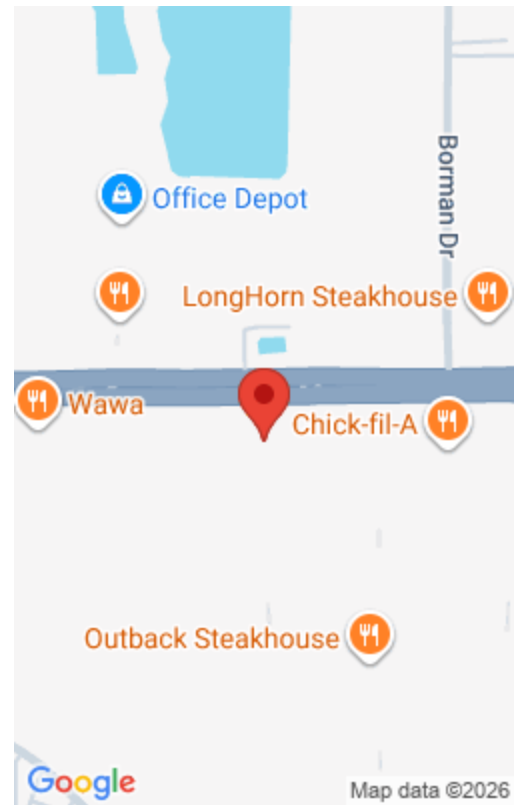 Borman Dr
Office Depot
LongHorn Steakhouse
Wawa
Chick-fil-A
Outback Steakhouse
Google
Map data ©2026